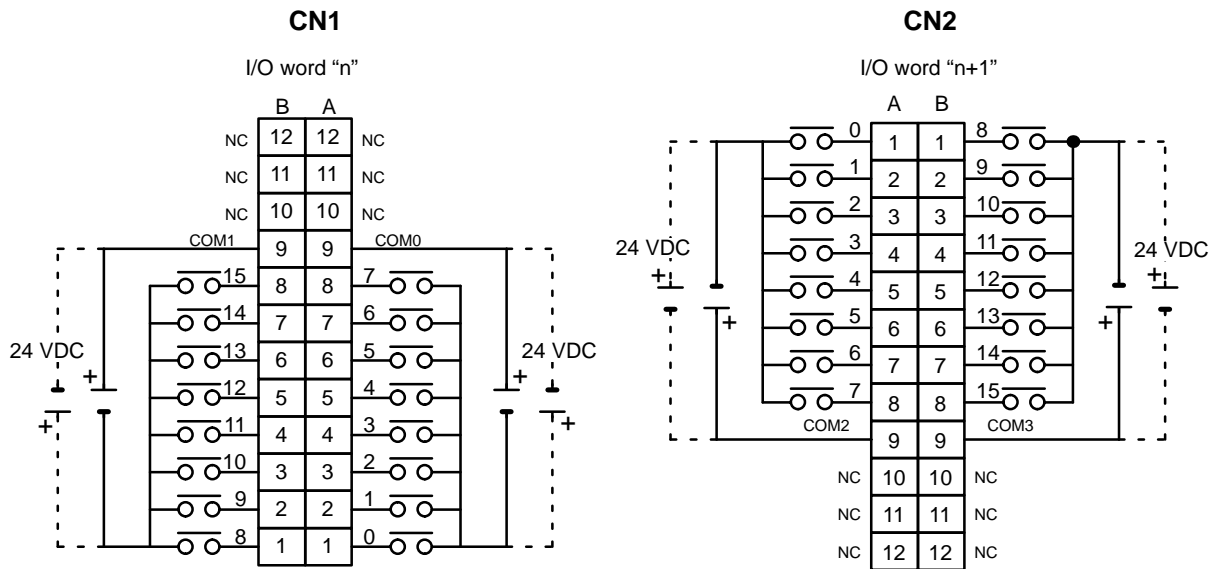 CN1
I/O word “n”
B A
NC 12 12 NC
NC 11 11 NC
NC 10 10 NC
COM1 9 9 COM0
15 8 8 7
14 7 7 6
13 6 6 5
24 VDC + + 24 VDC
12 5 5 4
+ +
11 4 4 3
10 3 3 2
9 2 2 1
8 1 1 0
CN2
I/O word “n+1”
A B
0 1 1 8
1 2 2 9
2 3 3 10
24 VDC 3 4 4 11 24 VDC
+ 4 5 5 12 +
+ 5 6 6 13 +
6 7 7 14
7 8 8 15
COM2 9 9 COM3
NC 10 10 NC
NC 11 11 NC
NC 12 12 NC